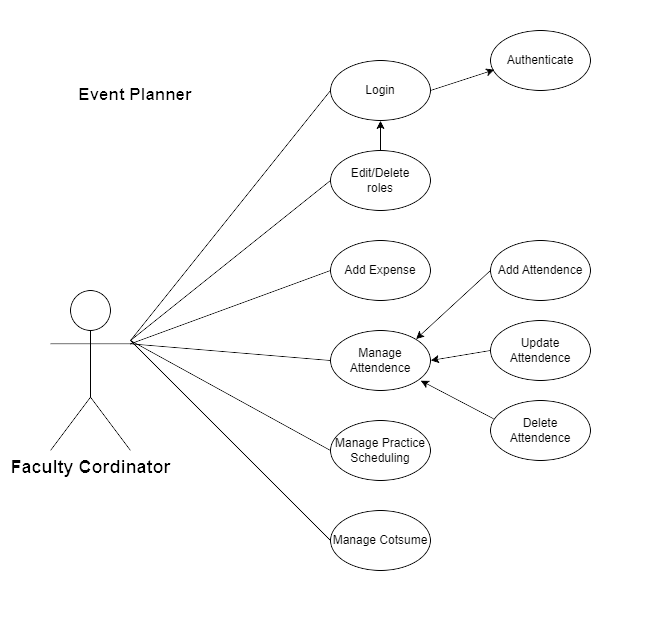 Authenticate
Login
Event Planner
Edit/Delete
roles
Add Expense
Add Attendence
Manage
Attendence
Update
Attendence
Delete
Attendence
Manage Practice
Scheduling
Faculty Cordinator
Manage Cotsume